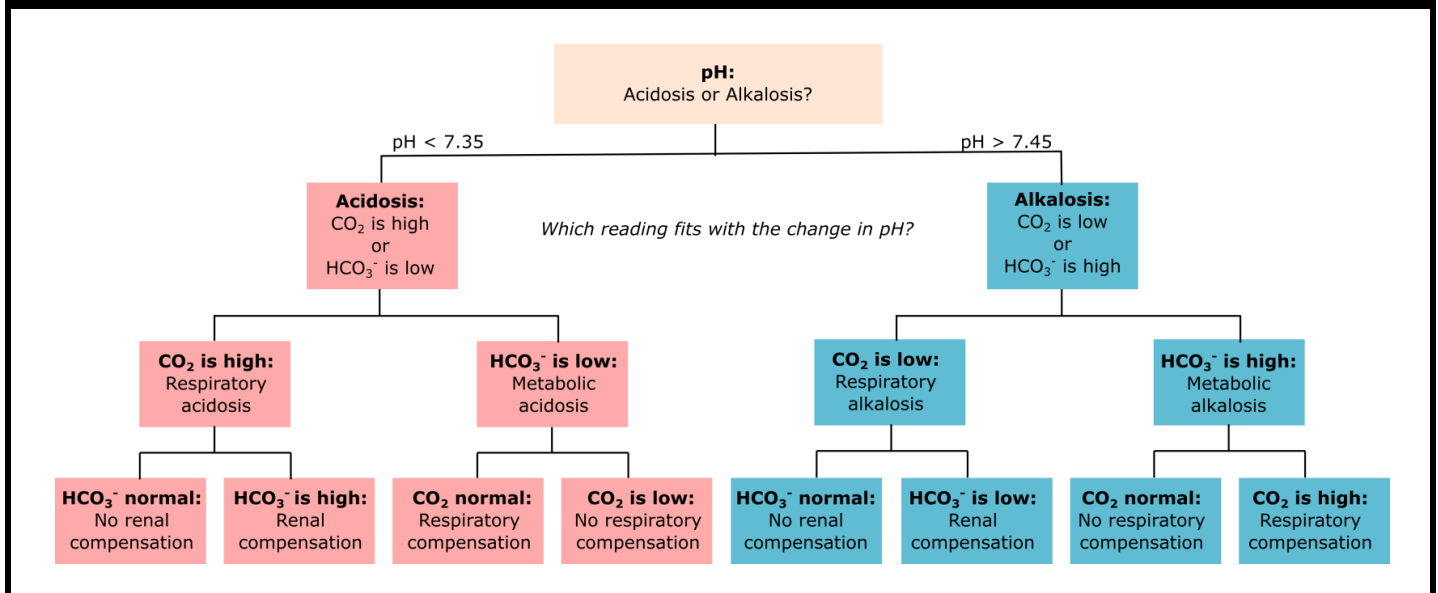 pH:
Acidosis or Alkalosis?
pH < 7.35
pH > 7.45
Acidosis:
CO₂ is high
or
HCO₃⁻ is low
Which reading fits with the change in pH?
Alkalosis:
CO₂ is low
or
HCO₃⁻ is high
CO₂ is high:
Respiratory
acidosis
HCO₃⁻ is low:
Metabolic
acidosis
CO₂ is low:
Respiratory
alkalosis
HCO₃⁻ is high:
Metabolic
alkalosis
HCO₃⁻ normal:
No renal
compensation
HCO₃⁻ is high:
Renal
compensation
CO₂ normal:
Respiratory
compensation
CO₂ is low:
No respiratory
compensation
HCO₃⁻ normal:
No renal
compensation
HCO₃⁻ is low:
Renal
compensation
CO₂ normal:
No respiratory
compensation
CO₂ is high:
Respiratory
compensation